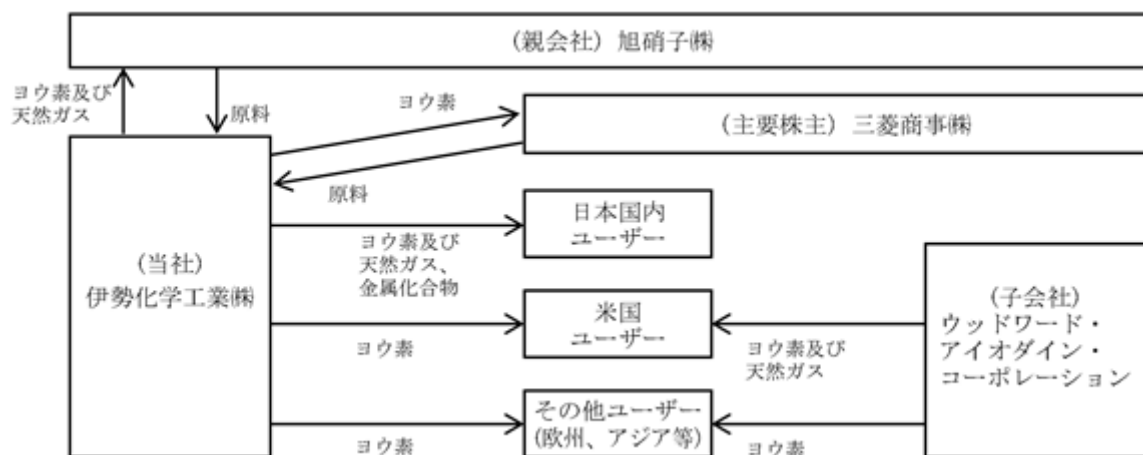 (親会社) 旭硝子㈱
ヨウ素及び
天然ガス
原料
ヨウ素
(主要株主) 三菱商事㈱
原料
(当社)
伊勢化学工業㈱
日本国内
ユーザー
ヨウ素及び
天然ガス、
金属化合物
米国
ユーザー
ヨウ素
ヨウ素及び
天然ガス
(子会社)
ウッドワード・
アイオダイン・
コーポレーション
その他ユーザー
(欧州、アジア等)
ヨウ素
ヨウ素